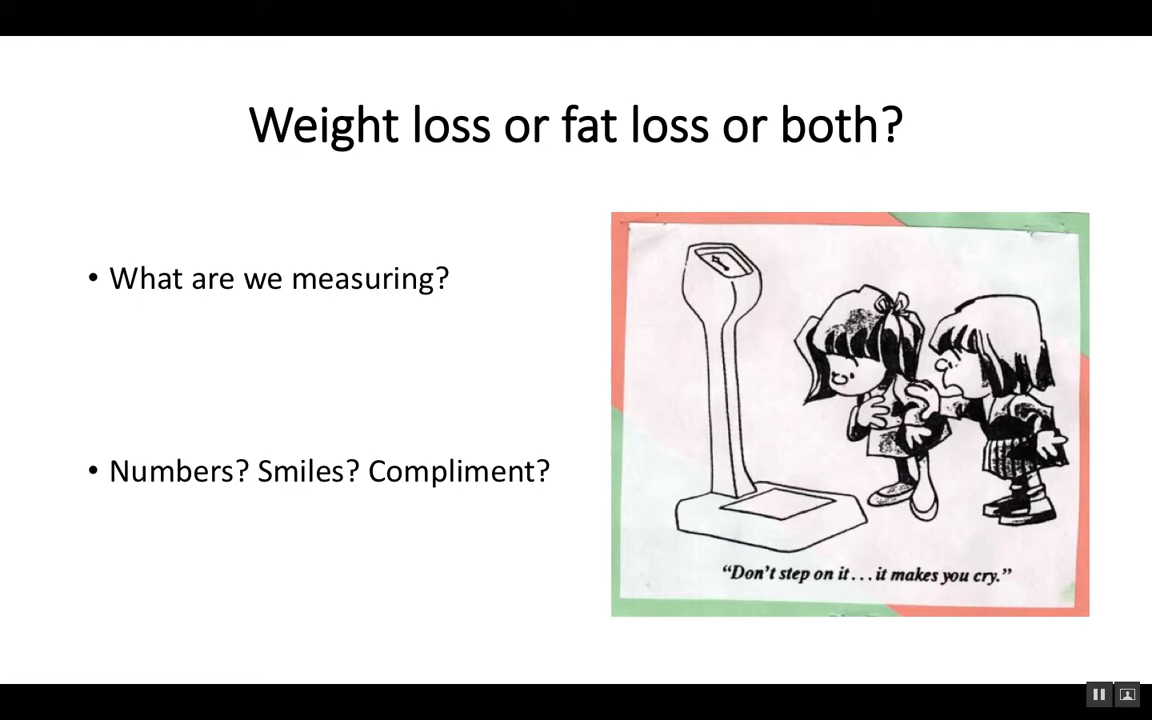 Weight loss or fat loss or both?
• What are we measuring?
• Numbers? Smiles? Compliment?
“Don’t step on it...it makes you cry.”